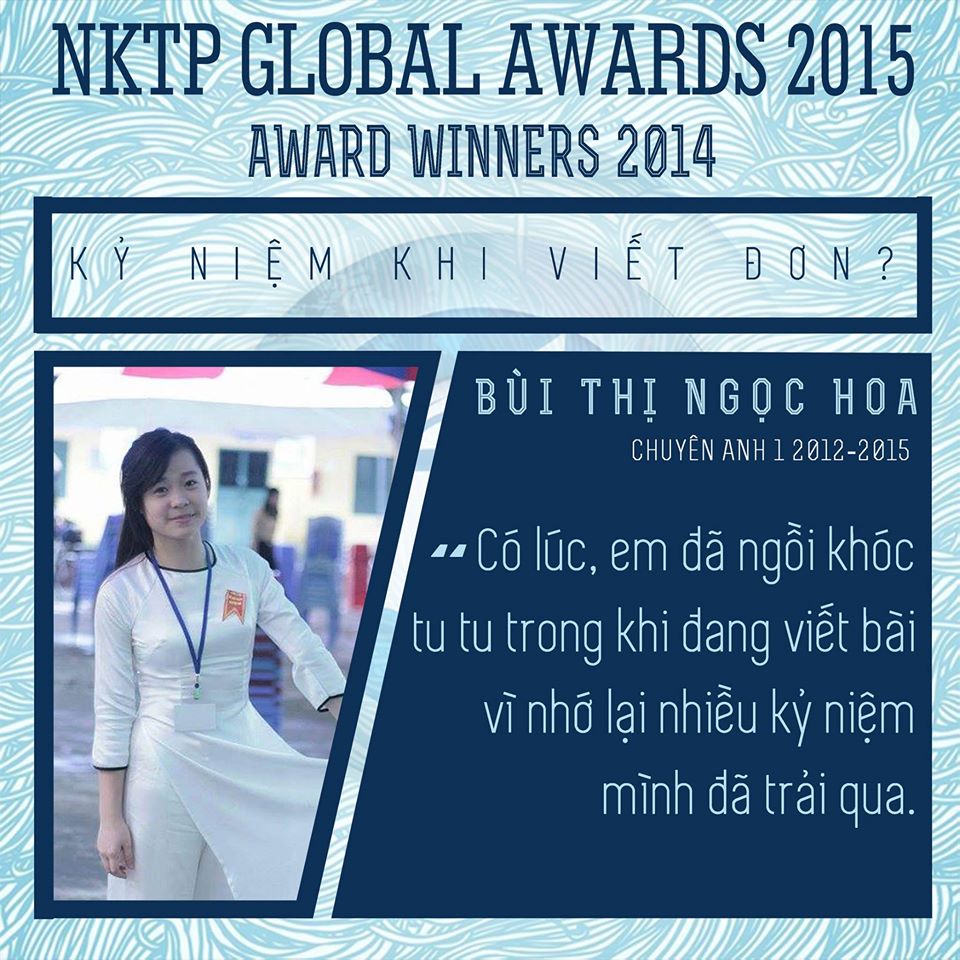 NKTP GLOBAL AWARDS 2015
AWARD WINNERS 2014
KỶ NIỆM KHI VIẾT ĐƠN?
BÙI THỊ NGỌC HOA
CHUYÊN ANH 1 2012-2015
“ Có lúc, em đã ngồi khóc
tu tu trong khi đang viết bài
vì nhớ lại nhiều kỷ niệm
mình đã trải qua.